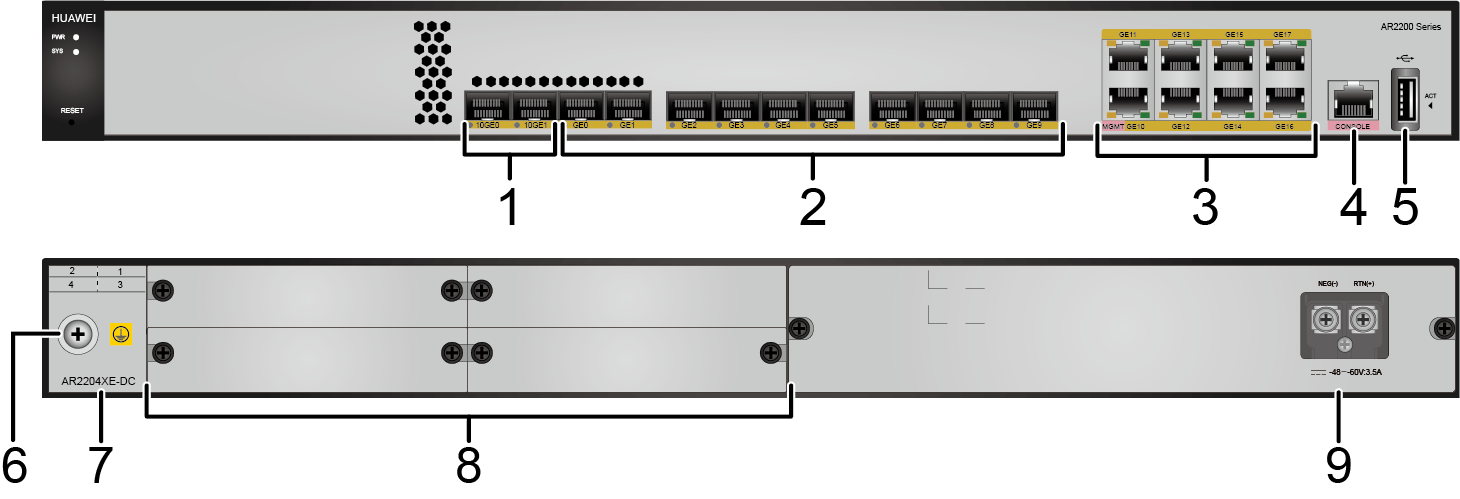 HUAWEI
AR2200 Series
PWR
SYS
RESET
GE11 GE13 GE15 GE17
ACT
10GE0 10GE1 GE0 GE1 GE2 GE3 GE4 GE5 GE6 GE7 GE8 GE9
MGMT GE10 GE12 GE14 GE16
CONSOLE
1 2 3 4 5
2 1
4 3
NEG(-) RTN(+)
AR2204XE-DC
-48--60V:3.5A
6 7 8 9